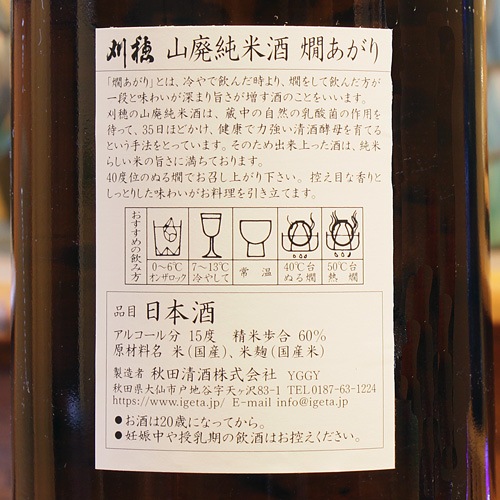 刈穂 山廃純米酒 燗あがり
「燗あがり」とは、冷やで飲んだ時より、燗をして飲んだ方が
一段と味わいが深まり旨さが増す酒のことをいいます。
刈穂の山廃純米酒は、蔵中の自然の乳酸菌の作用を
待って、35日ほどかけ、健康で力強い清酒酵母を育てる
という手法をとっています。そのため出来上った酒は、純米
らしい米の旨さに満ちております。
40度位のぬる燗でお召し上がり下さい。控え目な香りと
しっとりした味わいがお料理を引き立てます。
おすすめの飲み方
0～6℃ 7～13℃ 常温 40℃台 50℃台
オンザロック 冷やして ぬる燗 熱燗
品目 日本酒
アルコール分 15度 精米歩合 60%
原材料名 米(国産)、米麹(国産米)
製造者 秋田清酒株式会社 YGGY
秋田県大仙市戸地谷字天ヶ沢83-1 TEL0187-63-1224
https://www.igeta.jp/ E-mail info@igeta.jp
●お酒は20歳になってから。
●妊娠中や授乳期の飲酒はお控えください。